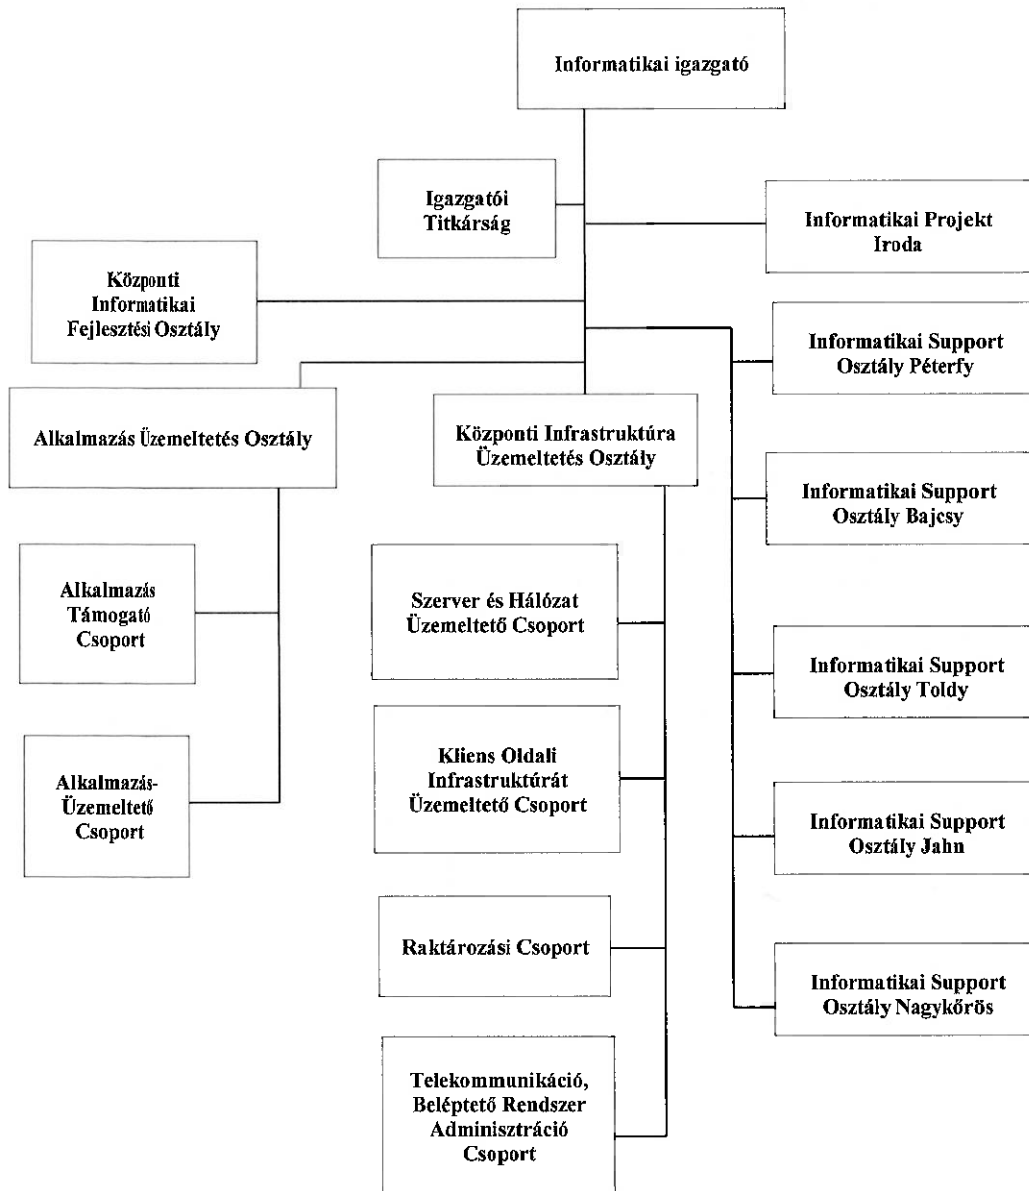 Informatikai igazgató
Igazgatói
Titkárság
Informatikai Projekt
Iroda
Központi
Informatikai
Fejlesztési Osztály
Informatikai Support
Osztály Péterfy
Alkalmazás Üzemeltetés Osztály
Központi Infrastruktúra
Üzemeltetés Osztály
Informatikai Support
Osztály Bajcsy
Alkalmazás
Támogató
Csoport
Szerver és Hálózat
Üzemeltető Csoport
Informatikai Support
Osztály Toldy
Alkalmazás-
Üzemeltető
Csoport
Kliens Oldali
Infrastruktúrát
Üzemeltető Csoport
Informatikai Support
Osztály Jahn
Raktározási Csoport
Informatikai Support
Osztály Nagykőrös
Telekommunikáció,
Beléptető Rendszer
Adminisztráció
Csoport